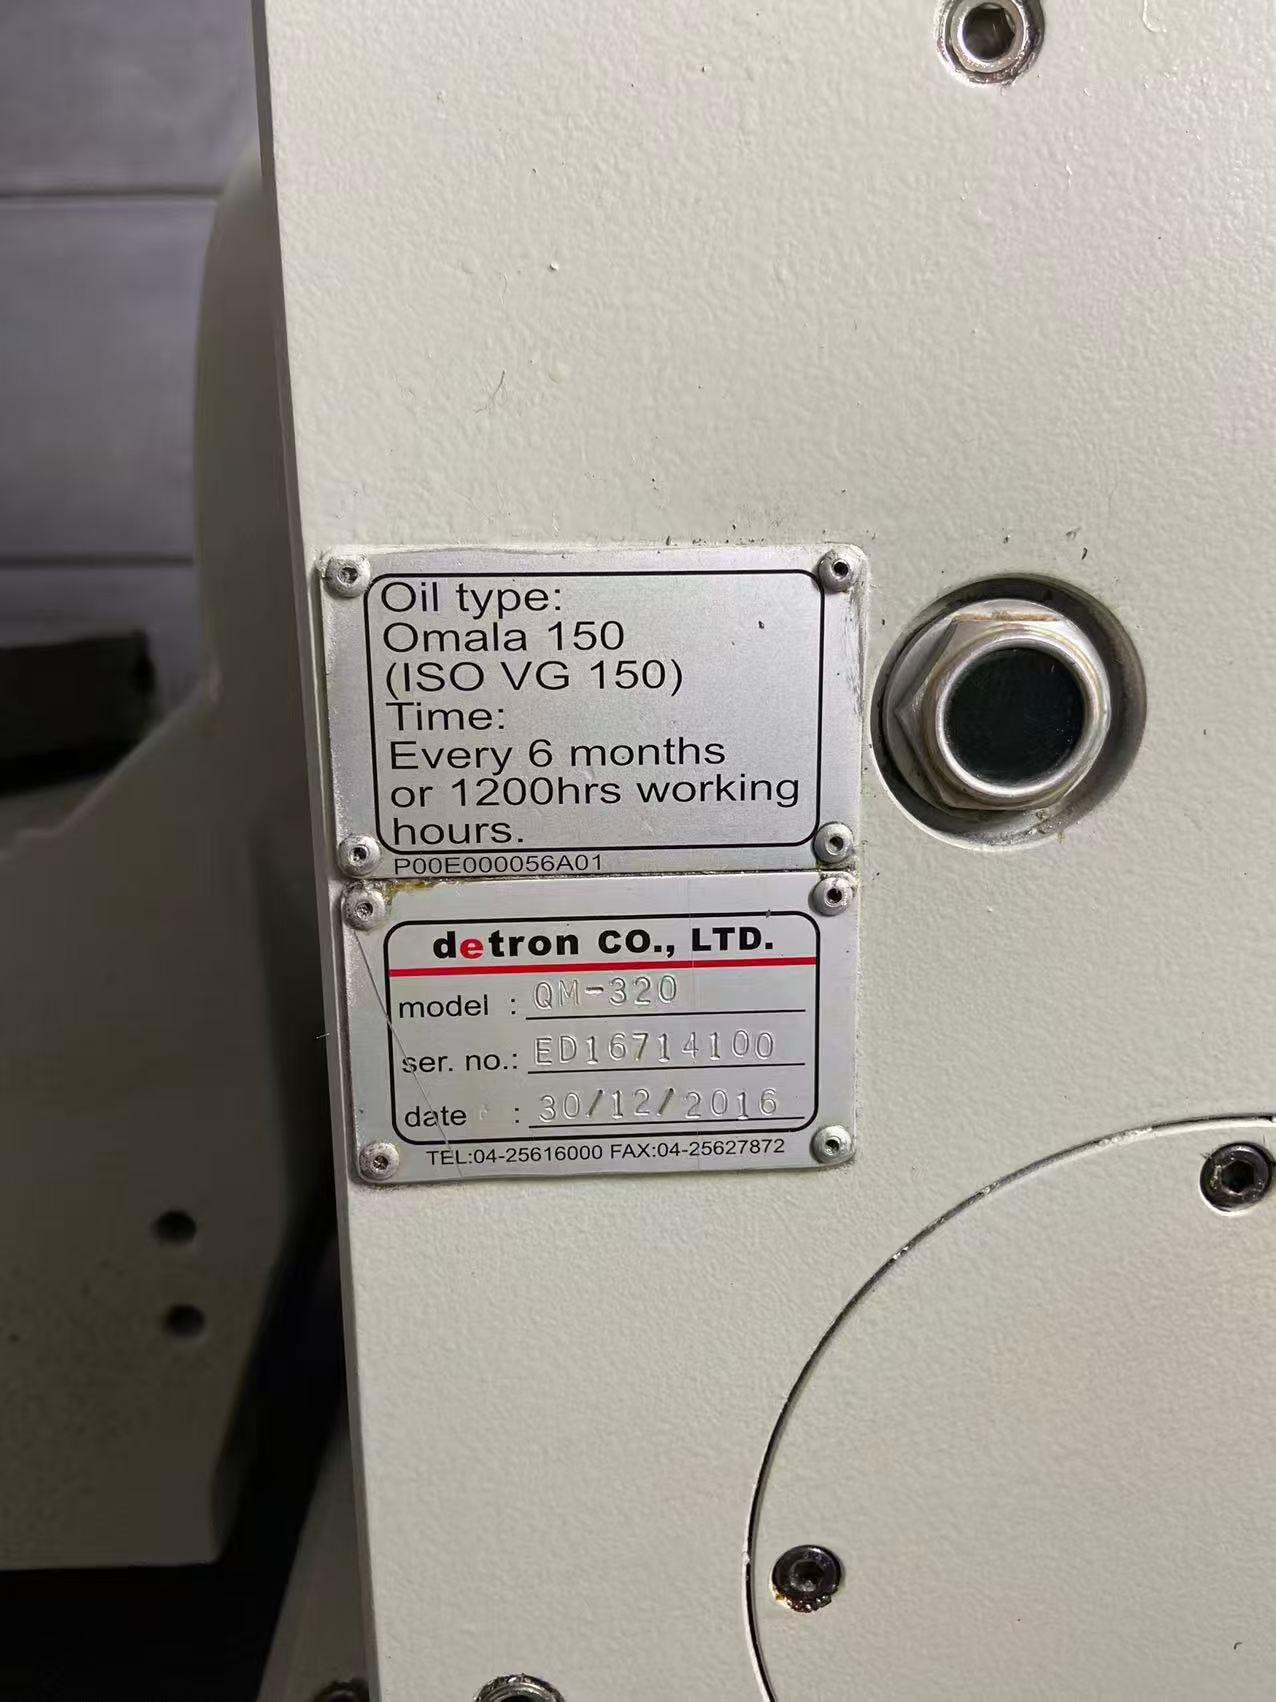 Oil type:
Omala 150
(ISO VG 150)
Time:
Every 6 months
or 1200hrs working
hours.
P00E000056A01
detron CO., LTD.
model : QM-320
ser. no.: ED16714100
date : 30/12/2016
TEL:04-25616000 FAX:04-25627872